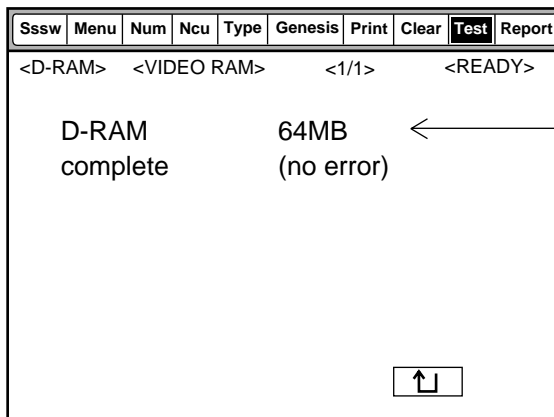 Sssw Menu Num Ncu Type Genesis Print Clear Test Report
<D-RAM> <VIDEO RAM> <1/1> <READY>
D-RAM 64MB
complete (no error)